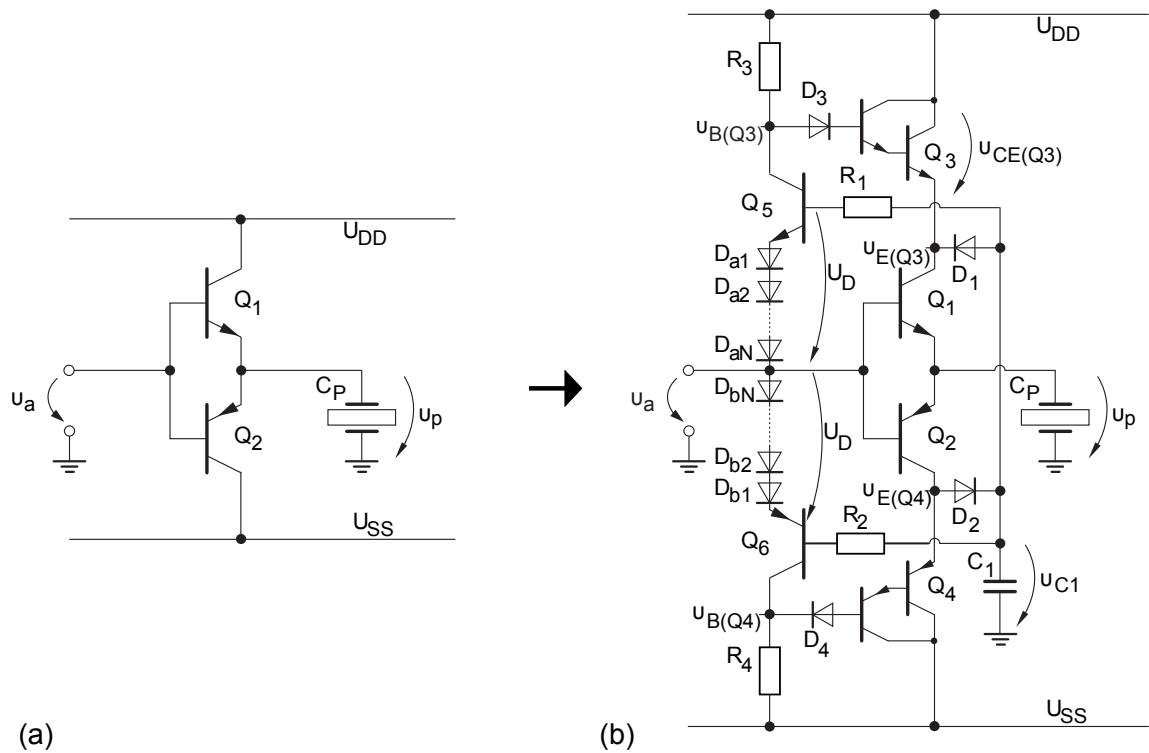 U_DD
Q_1
u_a
C_P
u_p
Q_2
U_SS
(a)
U_DD
R_3
D_3
u_B(Q3)
Q_3
u_CE(Q3)
R_1
Q_5
U_D
u_E(Q3)
D_1
D_a1
D_a2
Q_1
D_aN
D_bN
u_a
U_D
C_P
u_p
Q_2
D_b2
D_b1
u_E(Q4)
D_2
R_2
Q_6
C_1
u_C1
Q_4
u_B(Q4)
D_4
R_4
U_SS
(b)